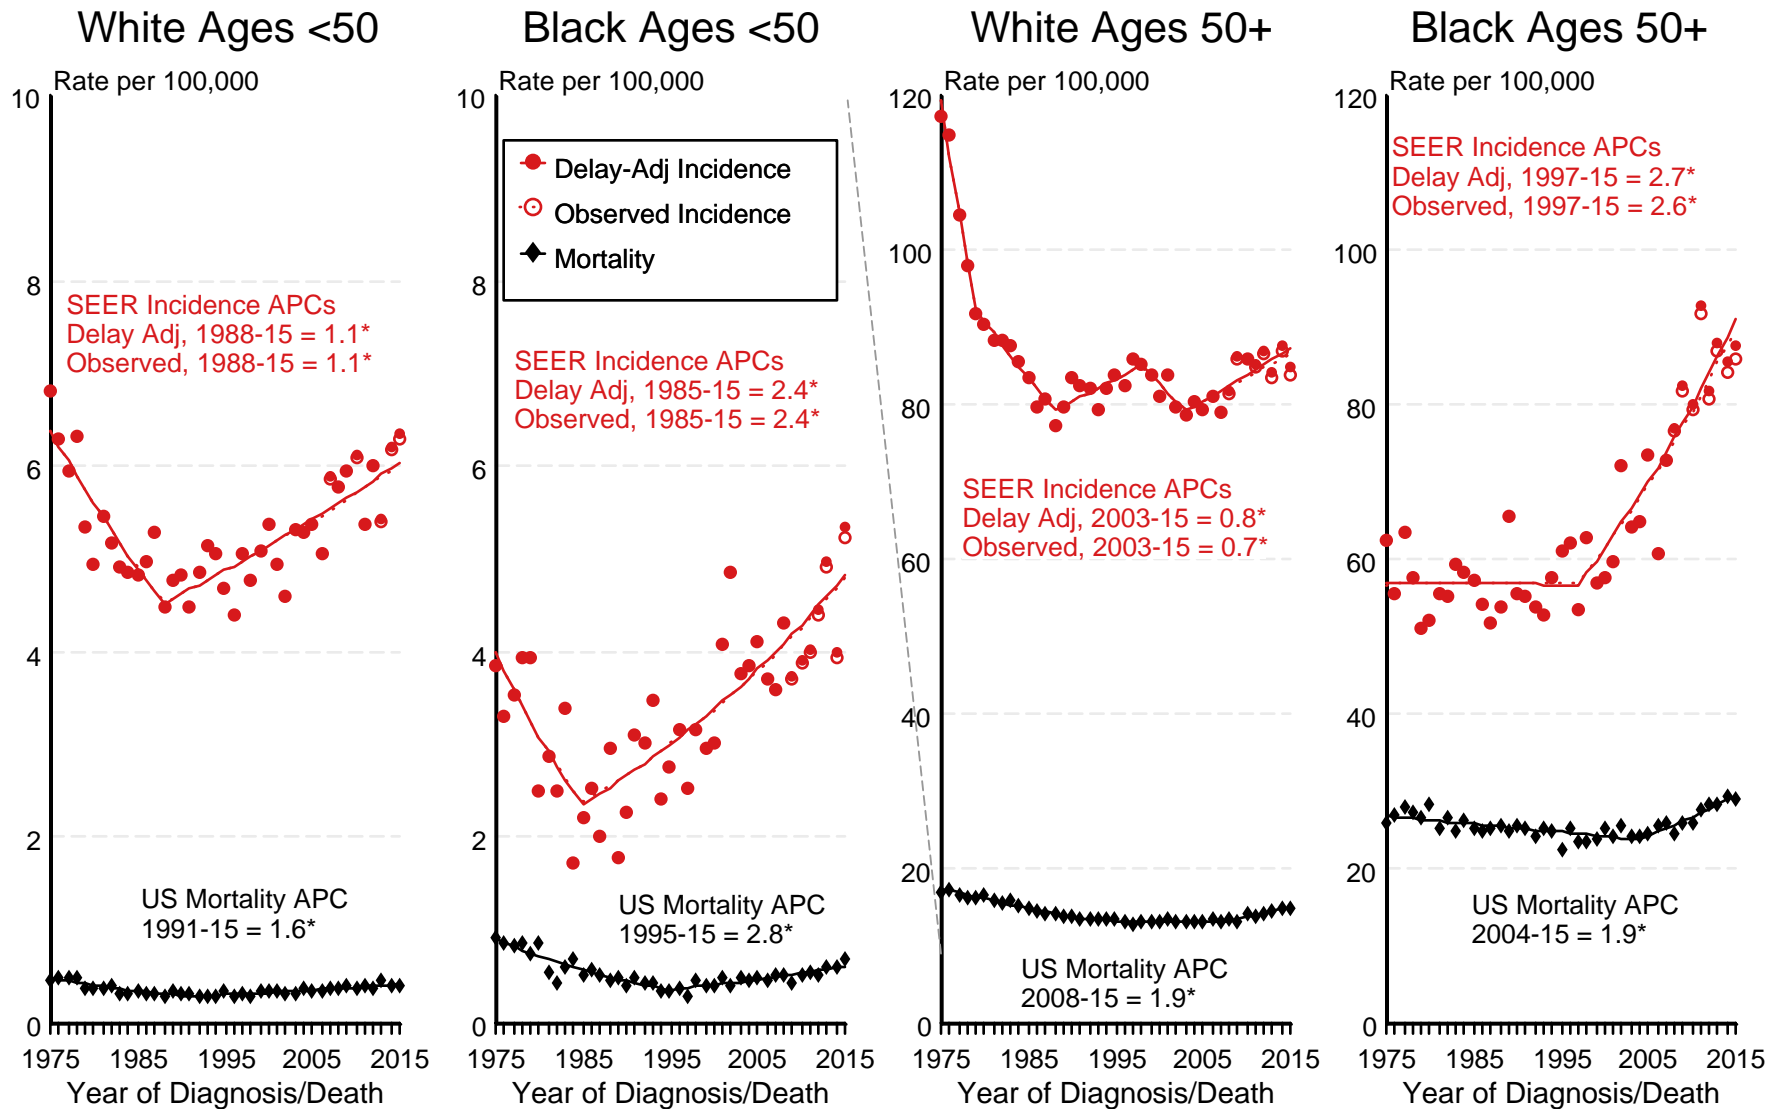 White Ages <50
Rate per 100,000
10
8
6
4
2
0
SEER Incidence APCs
Delay Adj, 1988-15 = 1.1*
Observed, 1988-15 = 1.1*
US Mortality APC
1991-15 = 1.6*
1975 1985 1995 2005 2015
Year of Diagnosis/Death
Black Ages <50
Rate per 100,000
10
8
6
4
2
0
Delay-Adj Incidence
Observed Incidence
Mortality
SEER Incidence APCs
Delay Adj, 1985-15 = 2.4*
Observed, 1985-15 = 2.4*
US Mortality APC
1995-15 = 2.8*
1975 1985 1995 2005 2015
Year of Diagnosis/Death
White Ages 50+
Rate per 100,000
120
100
80
60
40
20
0
SEER Incidence APCs
Delay Adj, 2003-15 = 0.8*
Observed, 2003-15 = 0.7*
US Mortality APC
2008-15 = 1.9*
1975 1985 1995 2005 2015
Year of Diagnosis/Death
Black Ages 50+
Rate per 100,000
120
100
80
60
40
20
0
SEER Incidence APCs
Delay Adj, 1997-15 = 2.7*
Observed, 1997-15 = 2.6*
US Mortality APC
2004-15 = 1.9*
1975 1985 1995 2005 2015
Year of Diagnosis/Death